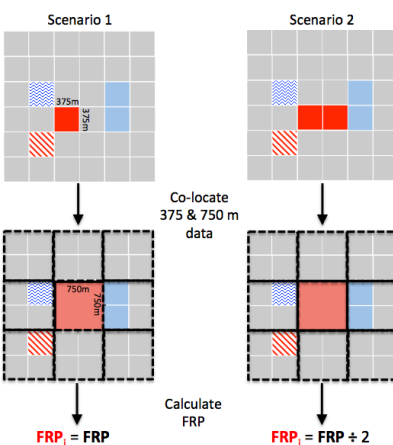 Scenario 1
Scenario 2
375m
375m
Co-locate
375 & 750 m
data
750m
750m
Calculate
FRP
FRPi = FRP
FRPi = FRP ÷ 2